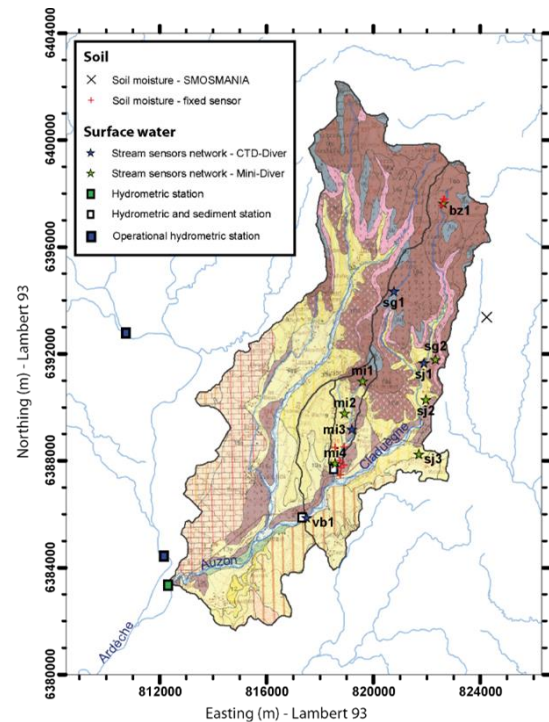 6404000
6400000
6396000
6392000
6388000
6384000
6380000
Northing (m) - Lambert 93
Soil
Soil moisture - SMOSMANIA
Soil moisture - fixed sensor
Surface water
Stream sensors network - CTD-Diver
Stream sensors network - Mini-Diver
Hydrometric station
Hydrometric and sediment station
Operational hydrometric station
bz1
sg1
sg2
mi1
sj1
mi2
sj2
mi3
mi4
Claduègne
sj3
vb1
Auzon
Ardèche
812000
816000
820000
824000
Easting (m) - Lambert 93